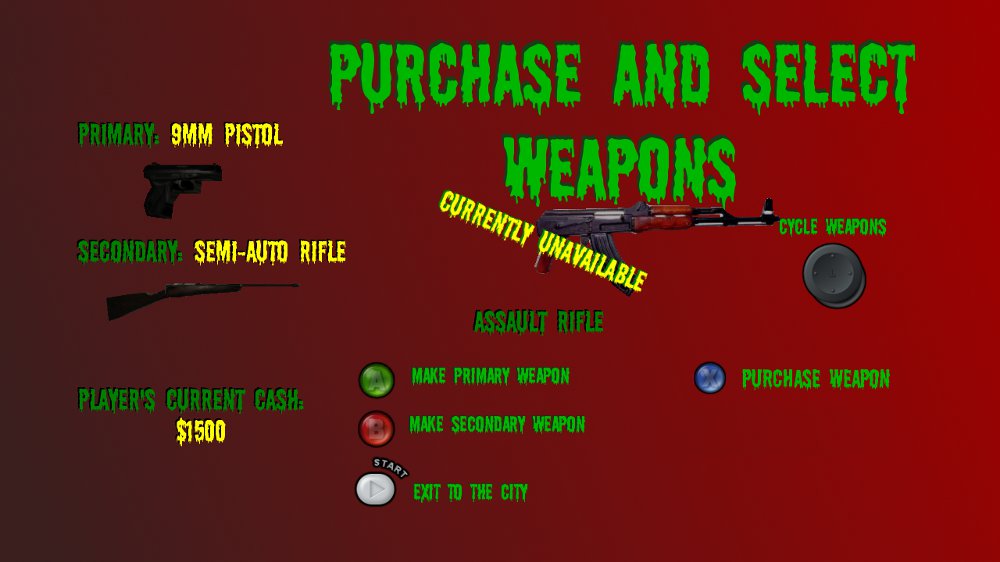 PURCHASE AND SELECT
WEAPONS
PRIMARY: 9MM PISTOL
SECONDARY: SEMI-AUTO RIFLE
PLAYER'S CURRENT CASH:
$1500
CURRENTLY UNAVAILABLE
ASSAULT RIFLE
CYCLE WEAPONS
L
A MAKE PRIMARY WEAPON
X PURCHASE WEAPON
B MAKE SECONDARY WEAPON
START
EXIT TO THE CITY